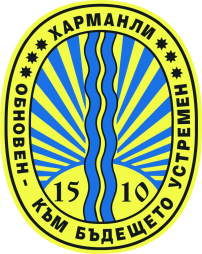 ХАРМАНЛИ
ОБНОВЕН - КЪМ БЪДЕЩЕТО УСТРЕМЕН
15 10